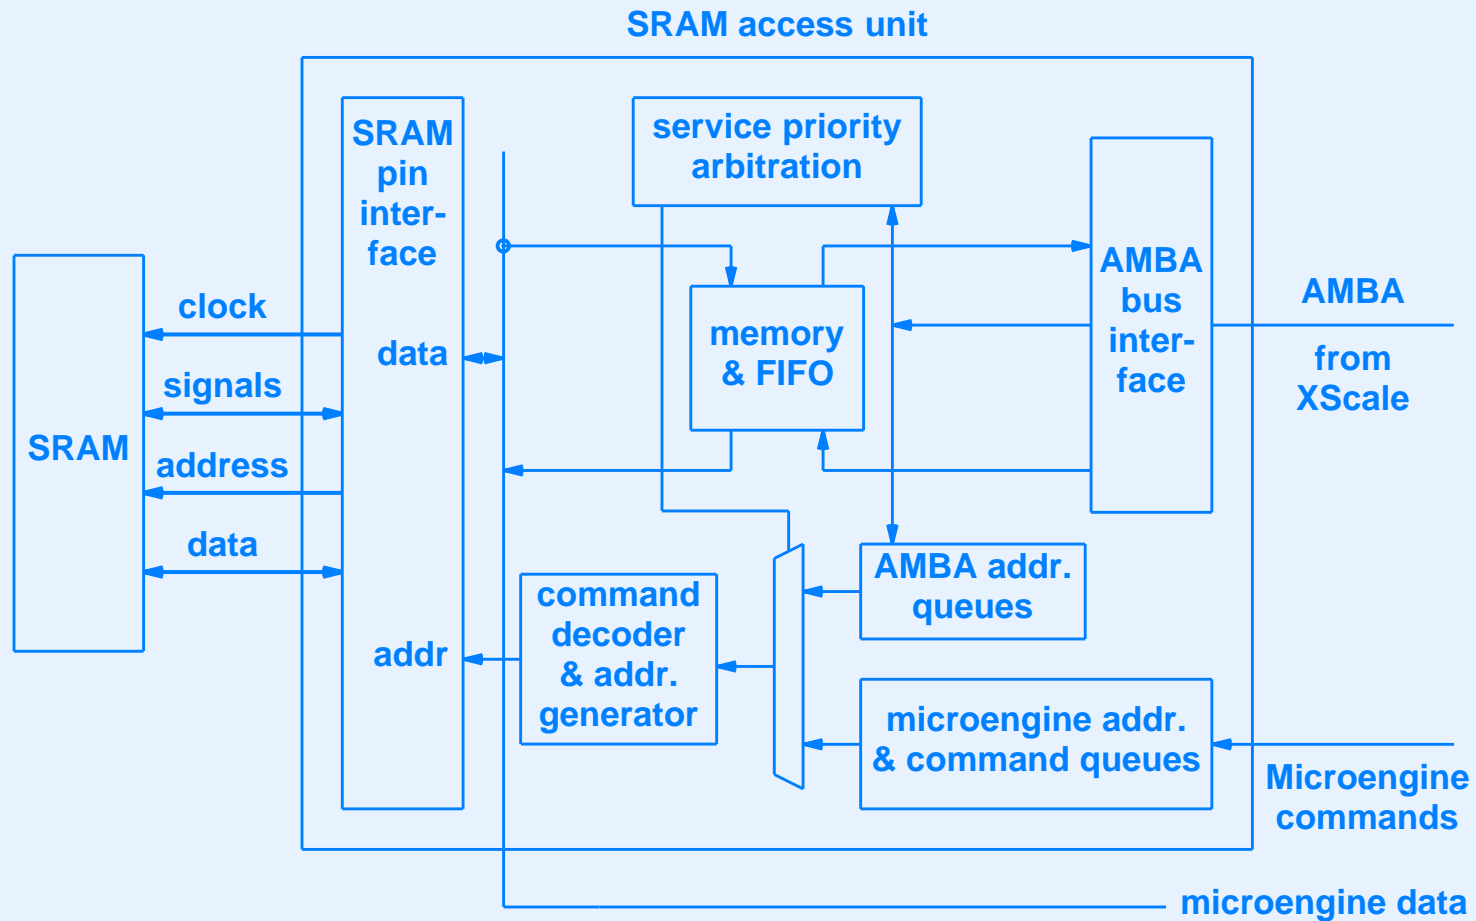 SRAM access unit
SRAM
pin
inter-
face
data
addr
service priority
arbitration
SRAM
clock
signals
address
data
memory
& FIFO
AMBA
bus
inter-
face
AMBA
from
XScale
command
decoder
& addr.
generator
AMBA addr.
queues
microengine addr.
& command queues
Microengine
commands
microengine data